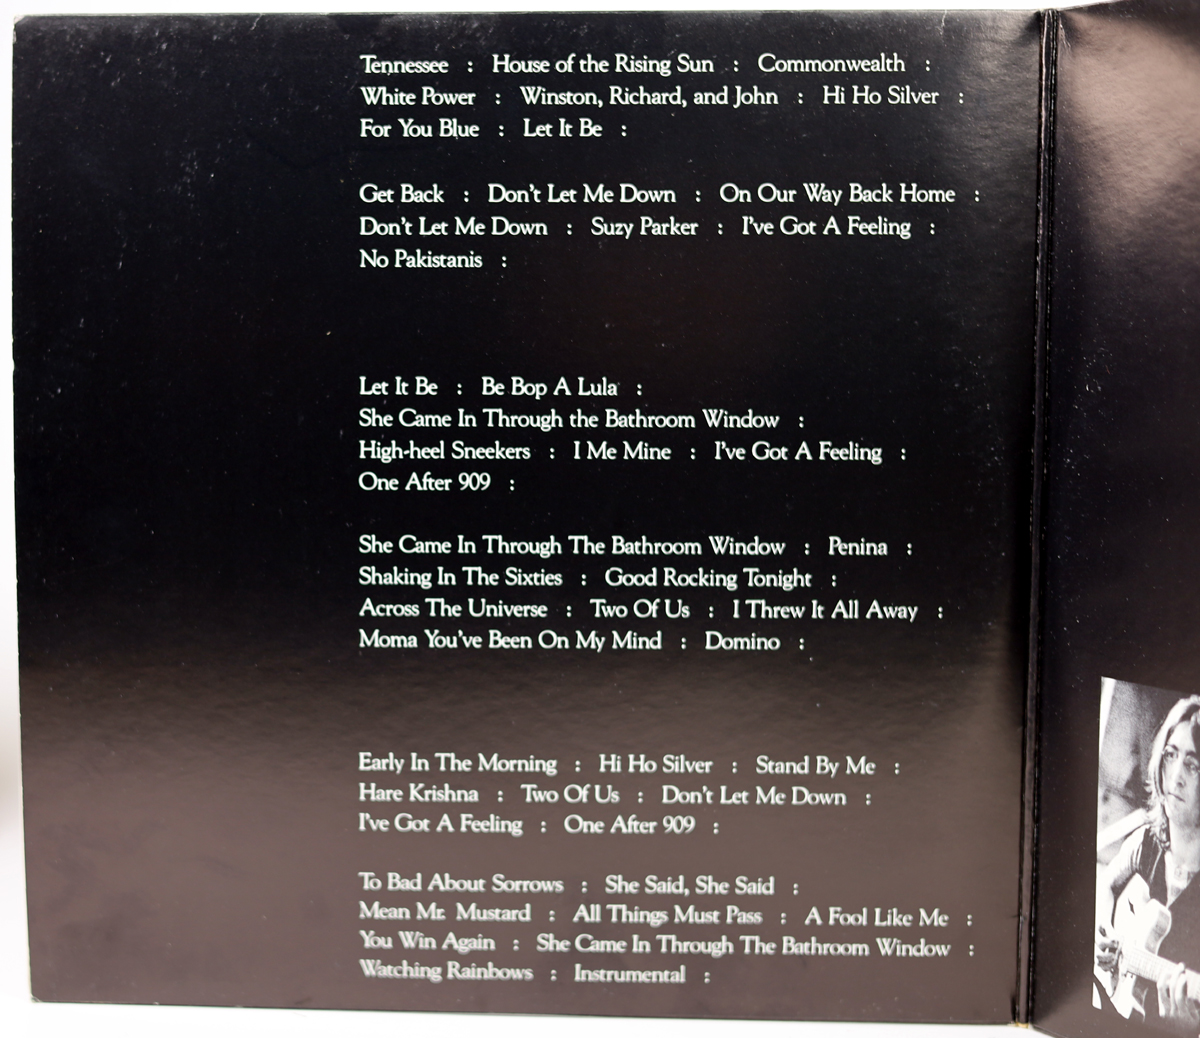 Tennessee : House of the Rising Sun : Commonwealth :
White Power : Winston, Richard, and John : Hi Ho Silver :
For You Blue : Let It Be :
Get Back : Don't Let Me Down : On Our Way Back Home :
Don't Let Me Down : Suzy Parker : I've Got A Feeling :
No Pakistanis :
Let It Be : Be Bop A Lula :
She Came In Through the Bathroom Window :
High-heel Sneekers : I Me Mine : I've Got A Feeling :
One After 909 :
She Came In Through The Bathroom Window : Penina :
Shaking In The Sixties : Good Rocking Tonight :
Across The Universe : Two Of Us : I Threw It All Away :
Moma You've Been On My Mind : Domino :
Early In The Morning : Hi Ho Silver : Stand By Me :
Hare Krishna : Two Of Us : Don't Let Me Down :
I've Got A Feeling : One After 909 :
To Bad About Sorrows : She Said, She Said :
Mean Mr. Mustard : All Things Must Pass : A Fool Like Me :
You Win Again : She Came In Through The Bathroom Window :
Watching Rainbows : Instrumental :